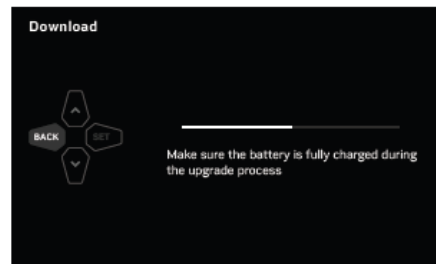 Download
BACK
SET
Make sure the battery is fully charged during
the upgrade process